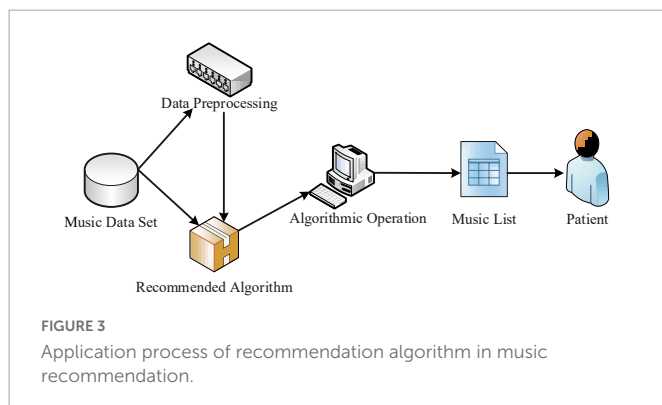 Data Preprocessing
Music Data Set
Algorithmic Operation
Music List
Patient
Recommended Algorithm
FIGURE 3
Application process of recommendation algorithm in music
recommendation.